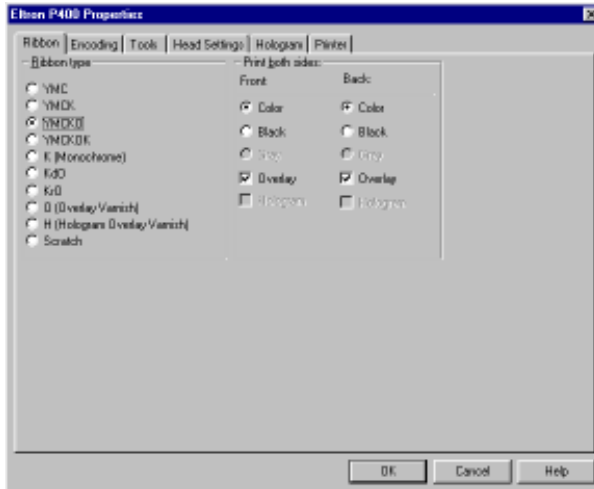 Eltron P400 Properties
Ribbon Encoding Tools Head Settings Hologram Printer
Ribbon type
YMC
YMCK
YMCKO
YMCKOK
K (Monochrome)
KdO
KrO
O (Overlay Varnish)
H (Hologram Overlay Varnish)
Scratch
Print both sides:
Front: Back:
Color Color
Black Black
Gray Grey
Overlay Overlay
Hologram Hologram
OK Cancel Help